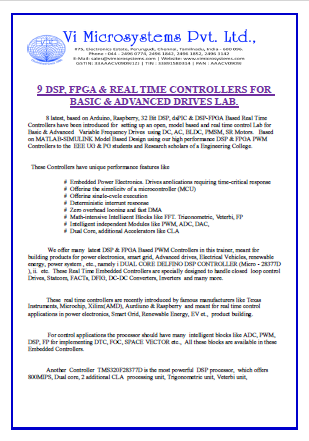 Vi Microsystems Pvt. Ltd.,
#75, Electronics Estate, Perungudi, Chennai, Tamilnadu, India - 600 096.
Phone : 044 - 2496 0773, 2496 1842, 2496 1852, 2496 3142
E-Mail: sales@vimicrosystems.com | Website: www.vimicrosystems.com
9 DSP, FPGA & REAL TIME CONTROLLERS FOR
BASIC & ADVANCED DRIVES LAB.
8 latest, based on Arduino, Raspberry, 32 Bit DSP, dsPIC & DSP-FPGA Based Real Time
Controllers have been introduced for setting up an open, model based and real time control Lab for
Basic & Advanced Variable Frequency Drives using DC, AC, BLDC, PMSM, SR Motors. Based
on MATLAB-SIMULINK Model Based Design using our high performance DSP & FPGA PWM
Controllers to the EEE UG & PG students and Research scholars of a Engineering College.
These Controllers have unique performance features like
# Embedded Power Electronics. Drives applications requiring time-critical response
# Offering the simplicity of a microcontroller (MCU)
# Offering single-cycle execution
# Deterministic interrupt response
# Zero overhead looping and fast DMA
# Math-intensive Intelligent Blocks like FFT. Trigonometric, Veterbi, FP
# Intelligent independent Modules like PWM, ADC, DAC,
# Dual Core, additional Accelerators like CLA
We offer many latest DSP & FPGA Based PWM Controllers in this trainer, meant for
building products for power electronics, smart grid, Advanced drives, Electrical Vehicles, renewable
energy, power system , etc., namely i DUAL CORE DELFINO DSP CONTROLLER (Micro - 28377D
), ii. etc. These Real Time Embedded Controllers are specially designed to handle closed loop control
Drives, Statcom, FACTs, DFIG, DC-DC Converters, Inverters and many more.
These real time controllers are recently introduced by famous manufactures like Texas
Instruments, Microchip, Xilinx(AMD), Aurdiuno & Raspberry and meant for real time control
applications in power electronics, Smart Grid, Renewable Energy, EV et., product building.
For control applications the processor should have many intelligent blocks like ADC, PWM,
DSP, FP for implementing DTC, FOC, SPACE VECTOR etc., All these blocks are available in these
Embedded Controllers.
Another Controller TMS320F28377D is the most powerful DSP processor, which offers
800MIPS, Dual core, 2 additional CLA processing unit, Trigonometric unit, Veterbi unit,